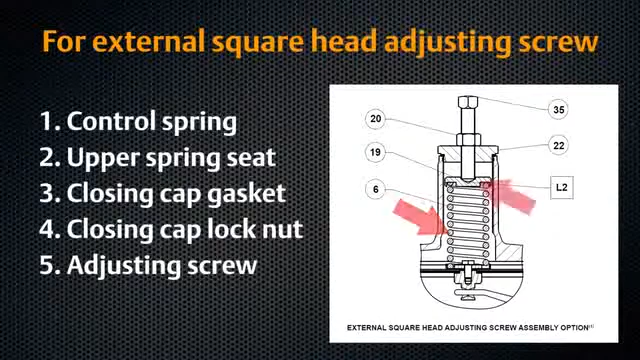 For external square head adjusting screw
1. Control spring
2. Upper spring seat
3. Closing cap gasket
4. Closing cap lock nut
5. Adjusting screw
35
20
22
19
L2
6
EXTERNAL SQUARE HEAD ADJUSTING SCREW ASSEMBLY OPTION(1)